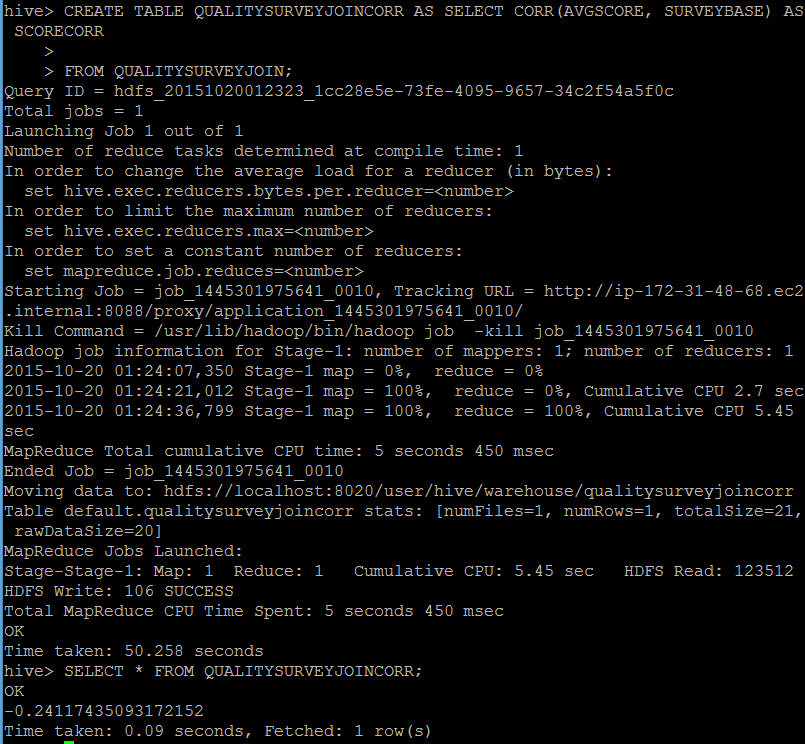 hive> CREATE TABLE QUALITYSURVEYJOINCORR AS SELECT CORR(AVGSCORE, SURVEYBASE) AS
 SCORECORR
    >
    > FROM QUALITYSURVEYJOIN;
Query ID = hdfs_20151020012323_1cc28e5e-73fe-4095-9657-34c2f54a5f0c
Total jobs = 1
Launching Job 1 out of 1
Number of reduce tasks determined at compile time: 1
In order to change the average load for a reducer (in bytes):
  set hive.exec.reducers.bytes.per.reducer=<number>
In order to limit the maximum number of reducers:
  set hive.exec.reducers.max=<number>
In order to set a constant number of reducers:
  set mapreduce.job.reduces=<number>
Starting Job = job_1445301975641_0010, Tracking URL = http://ip-172-31-48-68.ec2
.internal:8088/proxy/application_1445301975641_0010/
Kill Command = /usr/lib/hadoop/bin/hadoop job  -kill job_1445301975641_0010
Hadoop job information for Stage-1: number of mappers: 1; number of reducers: 1
2015-10-20 01:24:07,350 Stage-1 map = 0%,  reduce = 0%
2015-10-20 01:24:21,012 Stage-1 map = 100%,  reduce = 0%, Cumulative CPU 2.7 sec
2015-10-20 01:24:36,799 Stage-1 map = 100%,  reduce = 100%, Cumulative CPU 5.45
sec
MapReduce Total cumulative CPU time: 5 seconds 450 msec
Ended Job = job_1445301975641_0010
Moving data to: hdfs://localhost:8020/user/hive/warehouse/qualitysurveyjoincorr
Table default.qualitysurveyjoincorr stats: [numFiles=1, numRows=1, totalSize=21,
 rawDataSize=20]
MapReduce Jobs Launched:
Stage-Stage-1: Map: 1  Reduce: 1   Cumulative CPU: 5.45 sec   HDFS Read: 123512
HDFS Write: 106 SUCCESS
Total MapReduce CPU Time Spent: 5 seconds 450 msec
OK
Time taken: 50.258 seconds
hive> SELECT * FROM QUALITYSURVEYJOINCORR;
OK
-0.24117435093172152
Time taken: 0.09 seconds, Fetched: 1 row(s)